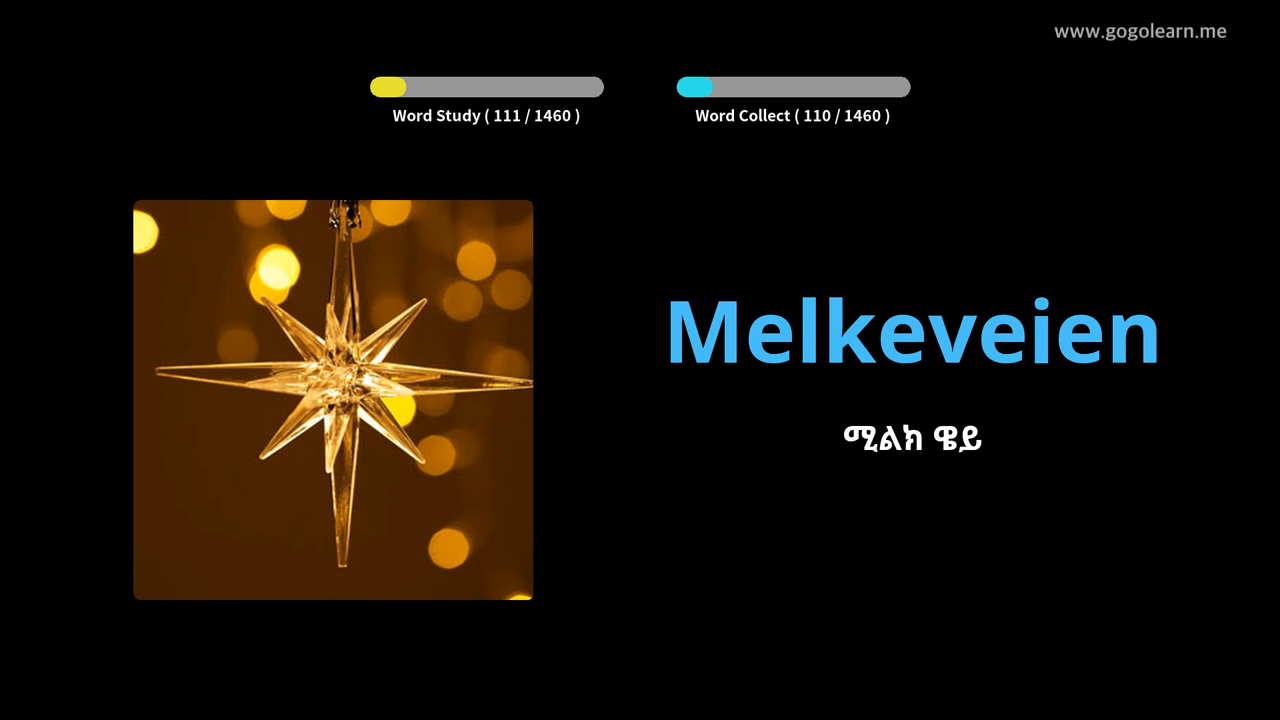 www.gogolearn.me
Word Study ( 111 / 1460 )
Word Collect ( 110 / 1460 )
Melkeveien
ሚልክ ዌይ